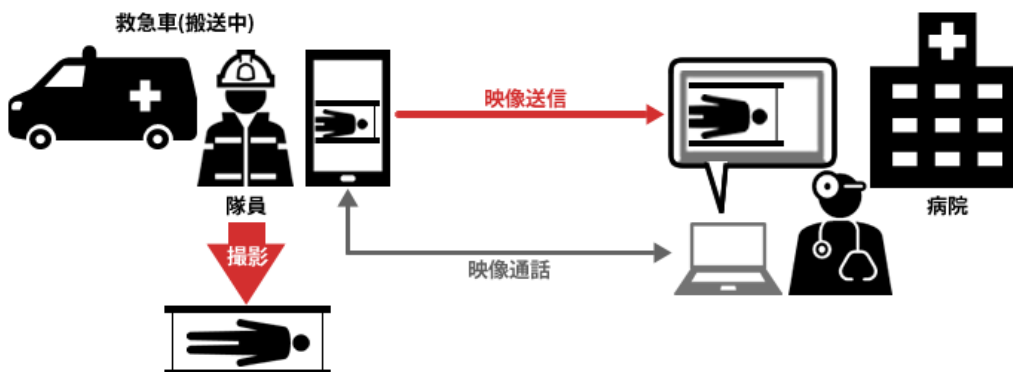 救急車(搬送中)
映像送信
隊員
病院
撮影
映像通話